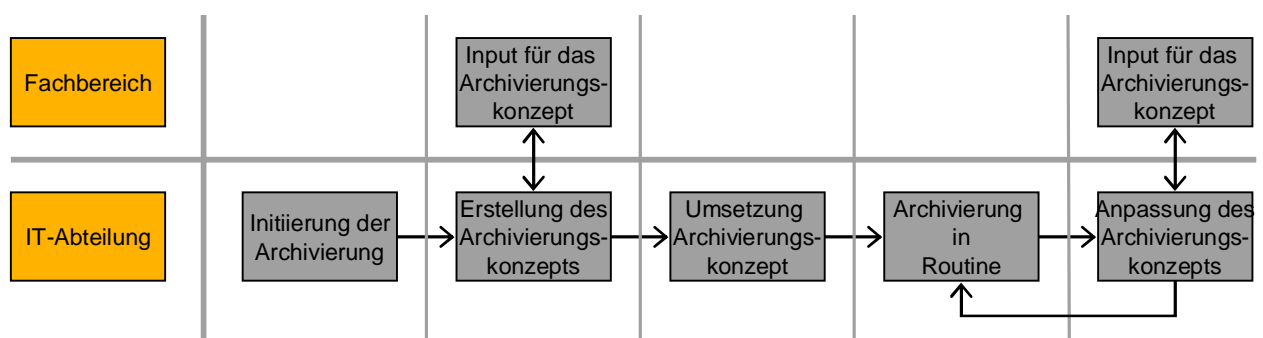 Fachbereich
Input für das
Archivierungs-
konzept
Input für das
Archivierungs-
konzept
IT-Abteilung
Initiierung der
Archivierung
Erstellung des
Archivierungs-
konzepts
Umsetzung
Archivierungs-
konzept
Archivierung
in
Routine
Anpassung des
Archivierungs-
konzepts